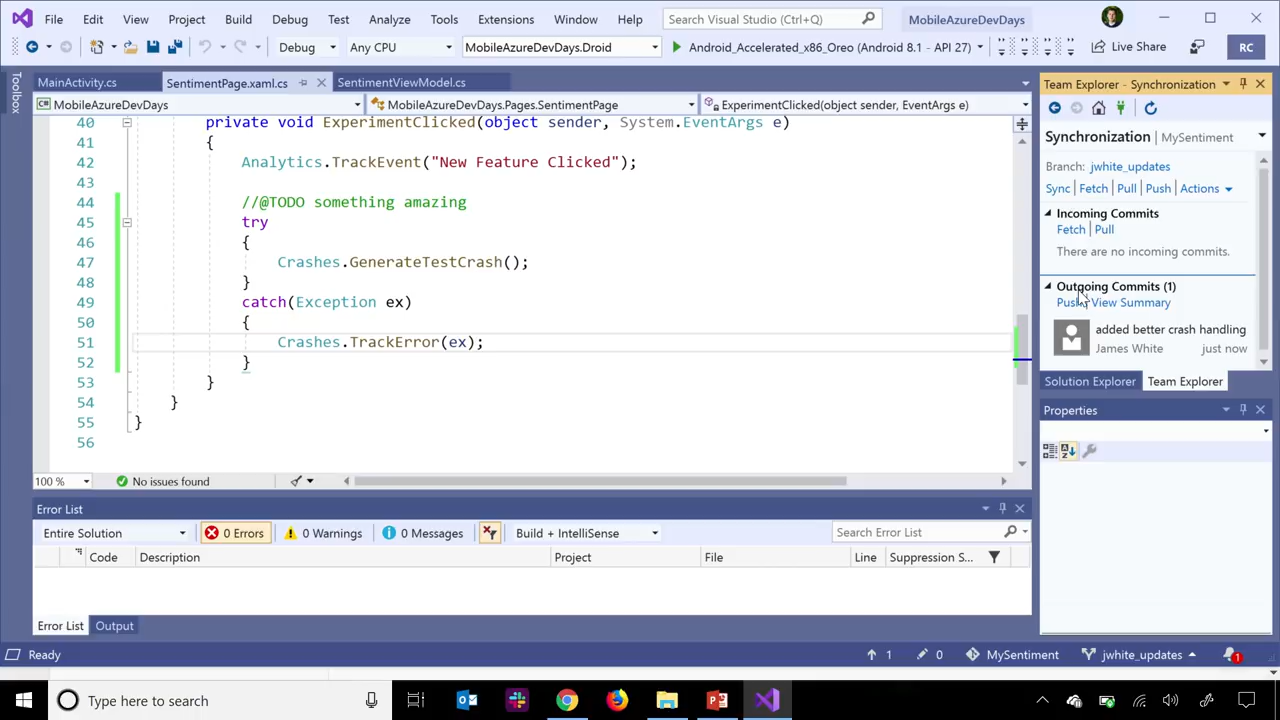 File Edit View Project Build Debug Test Analyze Tools Extensions Window Help Search Visual Studio (Ctrl+Q) MobileAzureDevDays
Debug Any CPU MobileAzureDevDays.Droid Android_Accelerated_x86_Oreo (Android 8.1 - API 27) Live Share RC
Toolbox
MainActivity.cs SentimentPage.xaml.cs SentimentViewModel.cs
MobileAzureDevDays MobileAzureDevDays.Pages.SentimentPage ExperimentClicked(object sender, EventArgs e)
40 private void ExperimentClicked(object sender, System.EventArgs e)
41 {
42 Analytics.TrackEvent("New Feature Clicked");
43
44 //@TODO something amazing
45 try
46 {
47 Crashes.GenerateTestCrash();
48 }
49 catch(Exception ex)
50 {
51 Crashes.TrackError(ex);
52 }
53 }
54 }
55 }
56
100 % No issues found
Error List
Entire Solution 0 Errors 0 Warnings 0 Messages Build + IntelliSense Search Error List
Code Description Project File Line Suppression S...
Error List Output
Team Explorer - Synchronization
Synchronization | MySentiment
Branch: jwhite_updates
Sync | Fetch | Pull | Push | Actions
Incoming Commits
Fetch | Pull
There are no incoming commits.
Outgoing Commits (1)
Push View Summary
added better crash handling
James White just now
Solution Explorer Team Explorer
Properties
Ready 1 0 MySentiment jwhite_updates 1
Type here to search